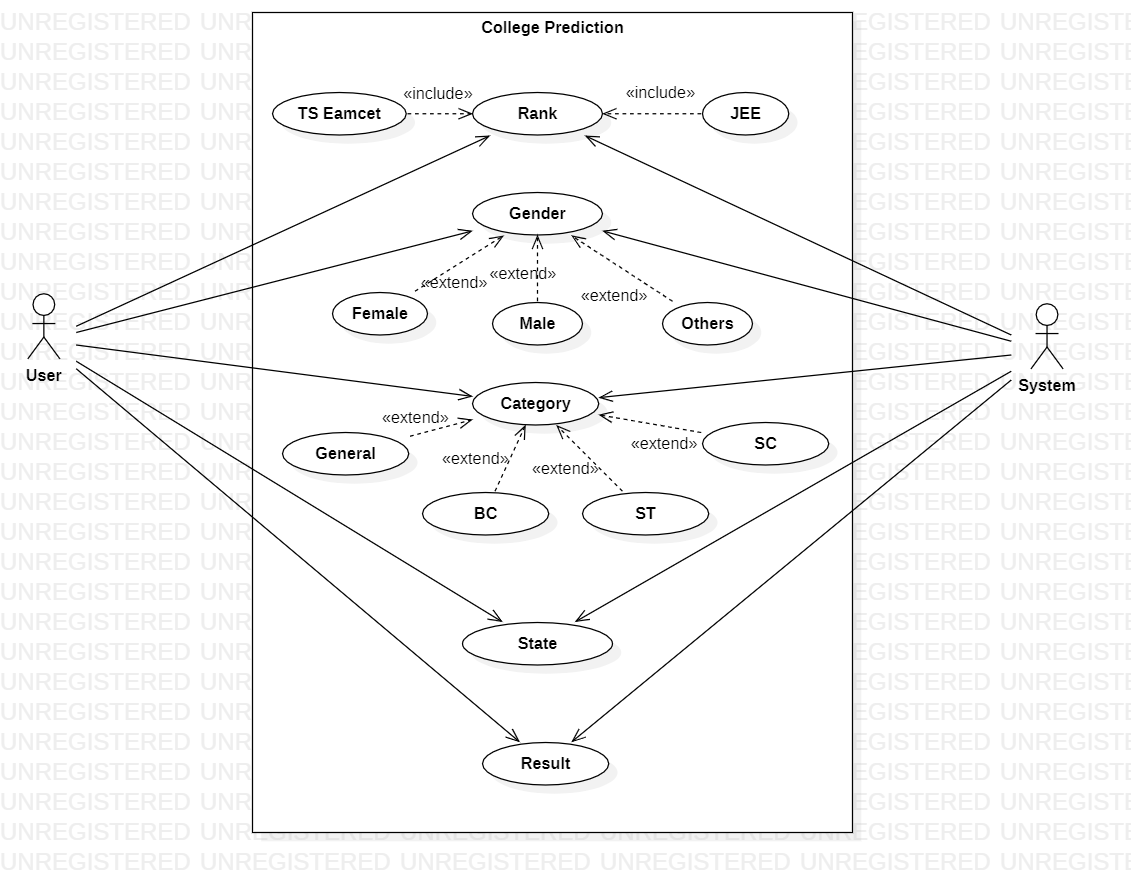 College Prediction
«include»
«include»
TS Eamcet
Rank
JEE
Gender
«extend»
«extend»
«extend»
Female
Male
Others
User
System
Category
«extend»
«extend»
General
SC
«extend»
«extend»
BC
ST
State
Result
UNREGISTERED UNREGISTERED UNREGISTERED UNREGISTERED UNREGISTERED